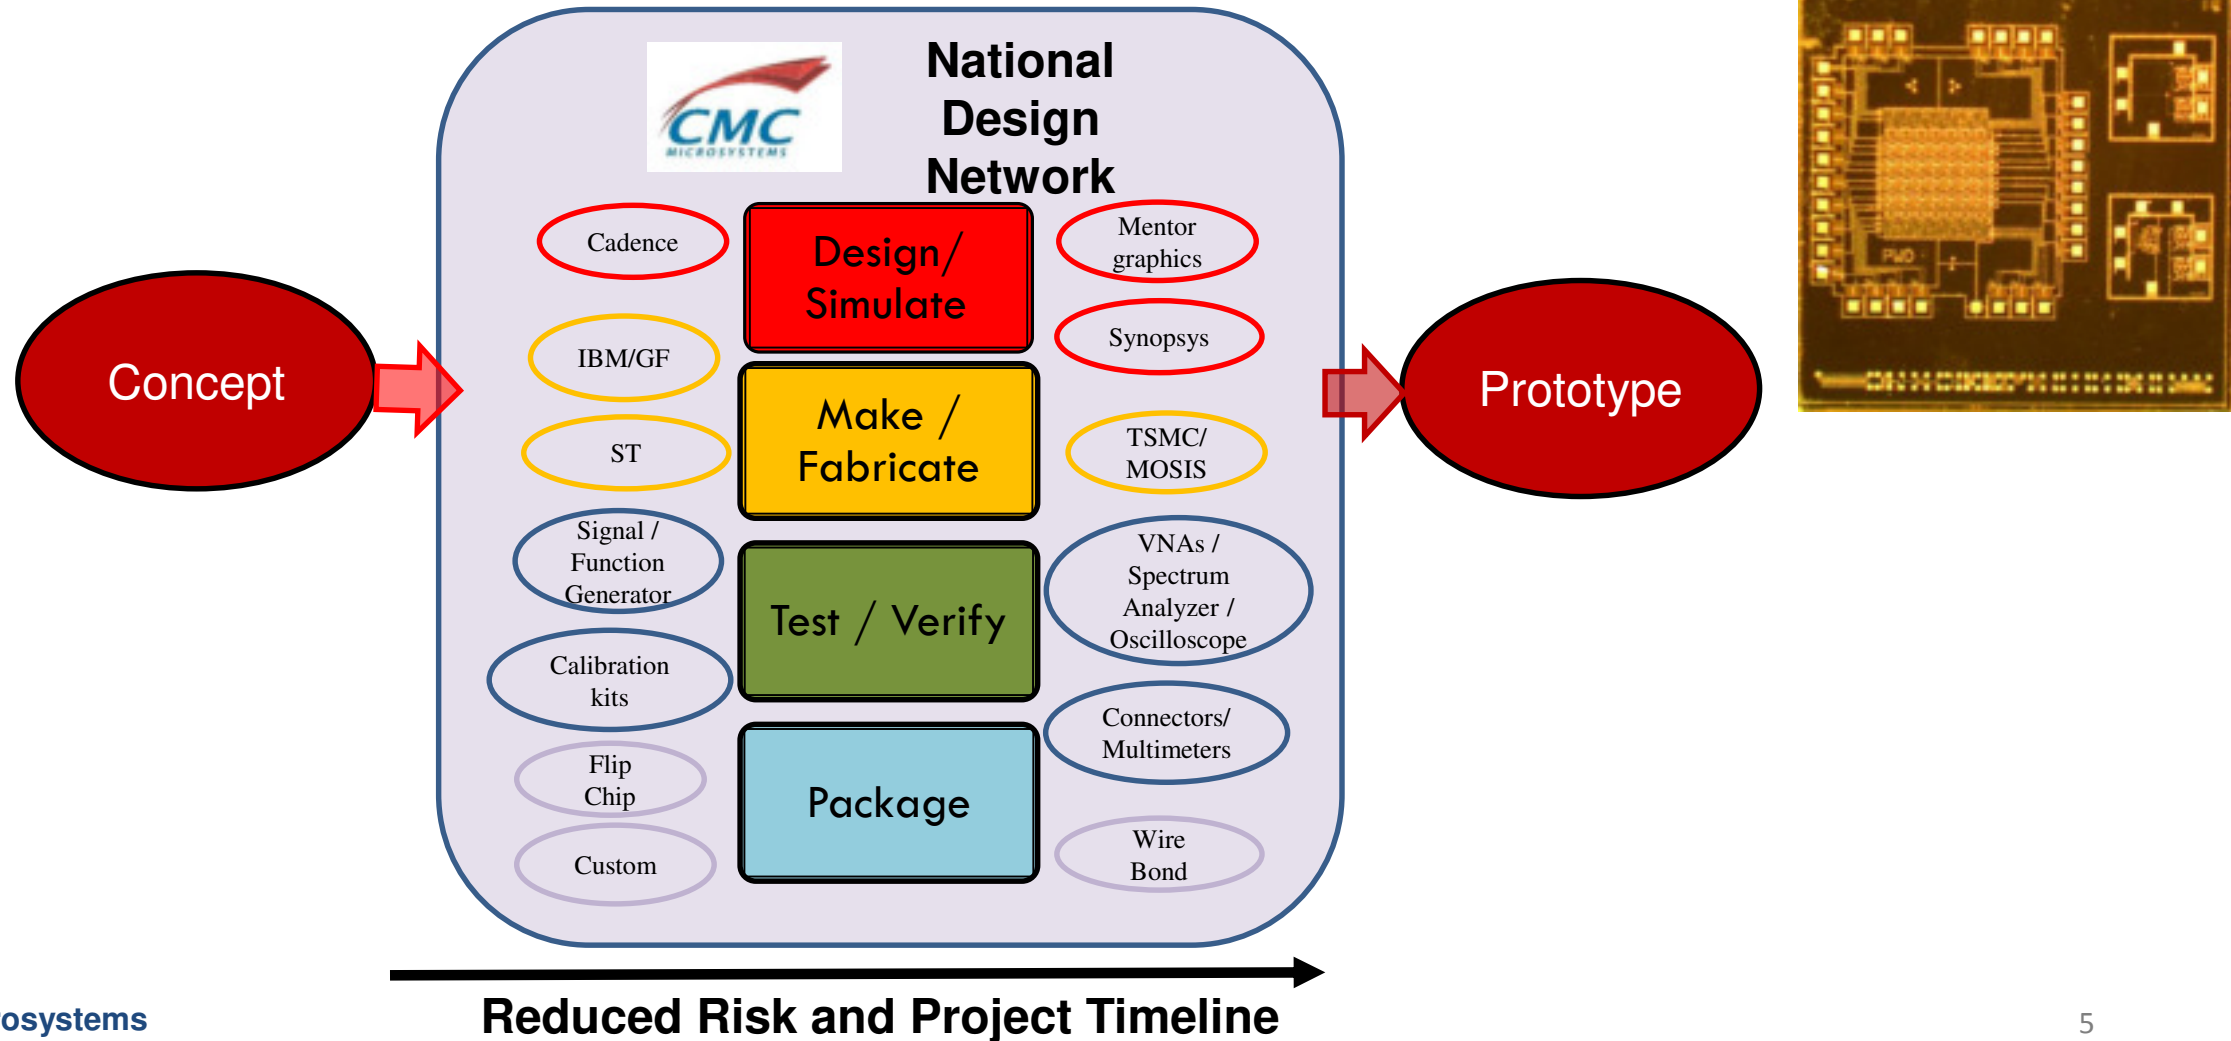 National
Design
Network
CMC
MICROSYSTEMS
Cadence
Design/
Simulate
Mentor
graphics
Synopsys
IBM/GF
ST
Make /
Fabricate
TSMC/
MOSIS
Concept
Prototype
Signal /
Function
Generator
Test / Verify
VNAs /
Spectrum
Analyzer /
Oscilloscope
Calibration
kits
Connectors/
Multimeters
Flip
Chip
Package
Custom
Wire
Bond
PWD
Reduced Risk and Project Timeline
rosystems
5